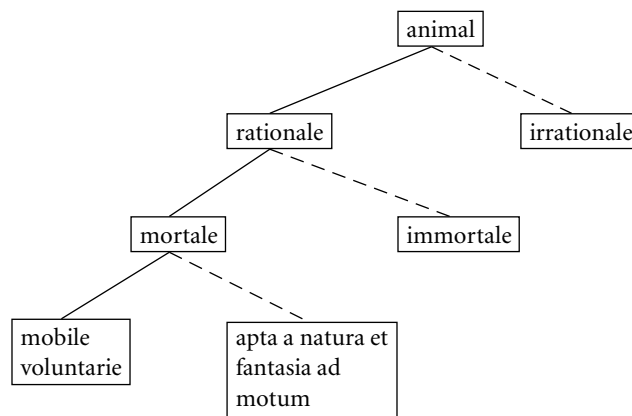 animal
rationale
irrationale
mortale
immortale
mobile
voluntarie
apta a natura et
fantasia ad
motum